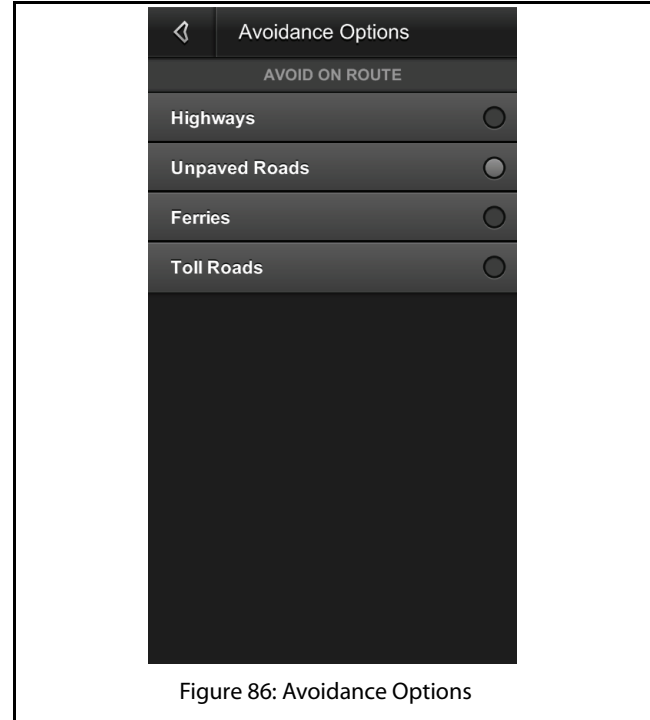 Avoidance Options
AVOID ON ROUTE
Highways
Unpaved Roads
Ferries
Toll Roads
Figure 86: Avoidance Options